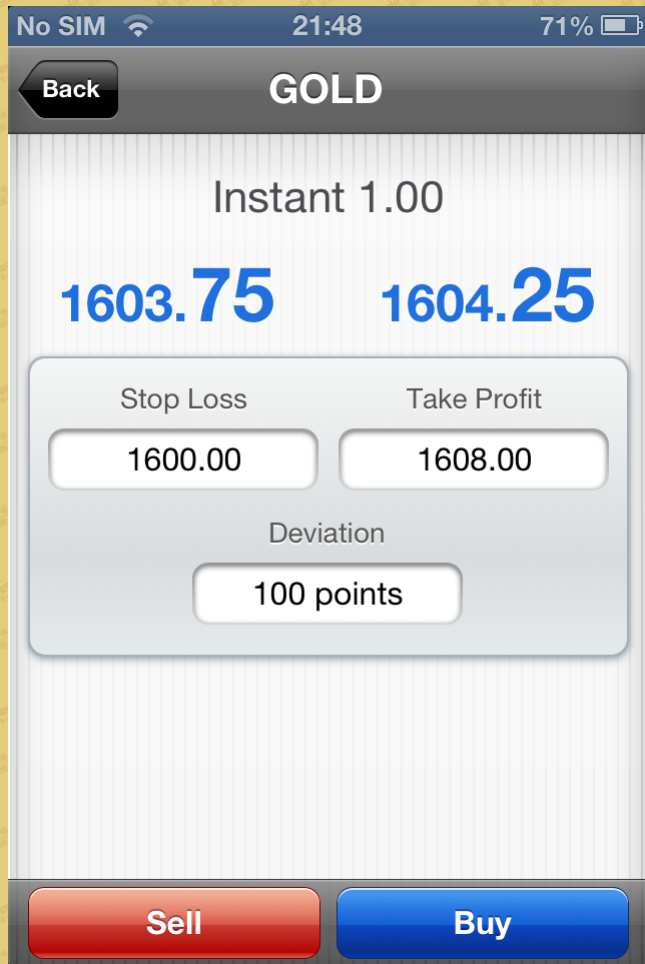 No SIM 21:48 71%
Back GOLD
Instant 1.00
1603.75 1604.25
Stop Loss Take Profit
1600.00 1608.00
Deviation
100 points
Sell Buy